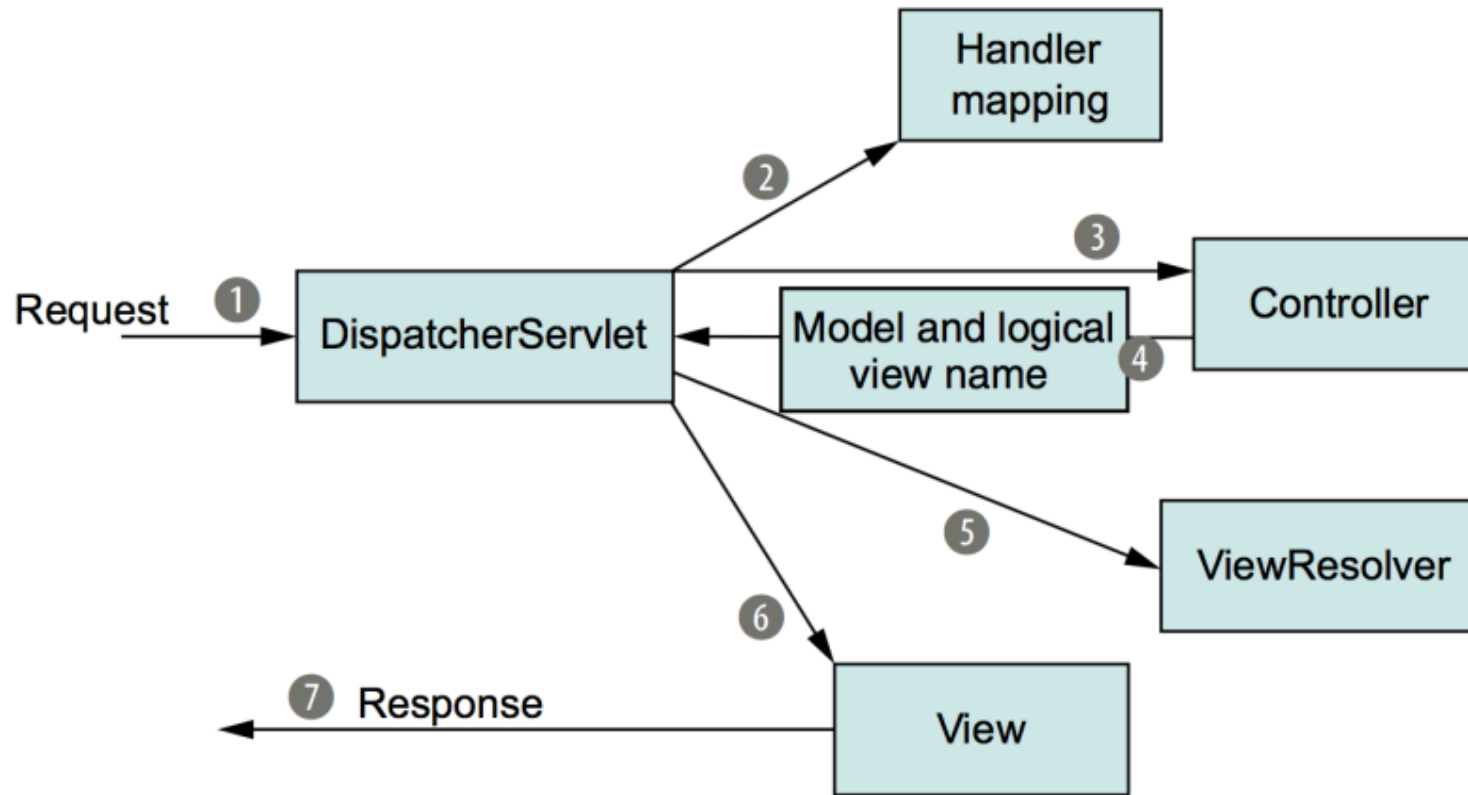 Handler
mapping
2
3
Request
1
DispatcherServlet
Model and logical
view name
4
Controller
5
ViewResolver
6
7
Response
View